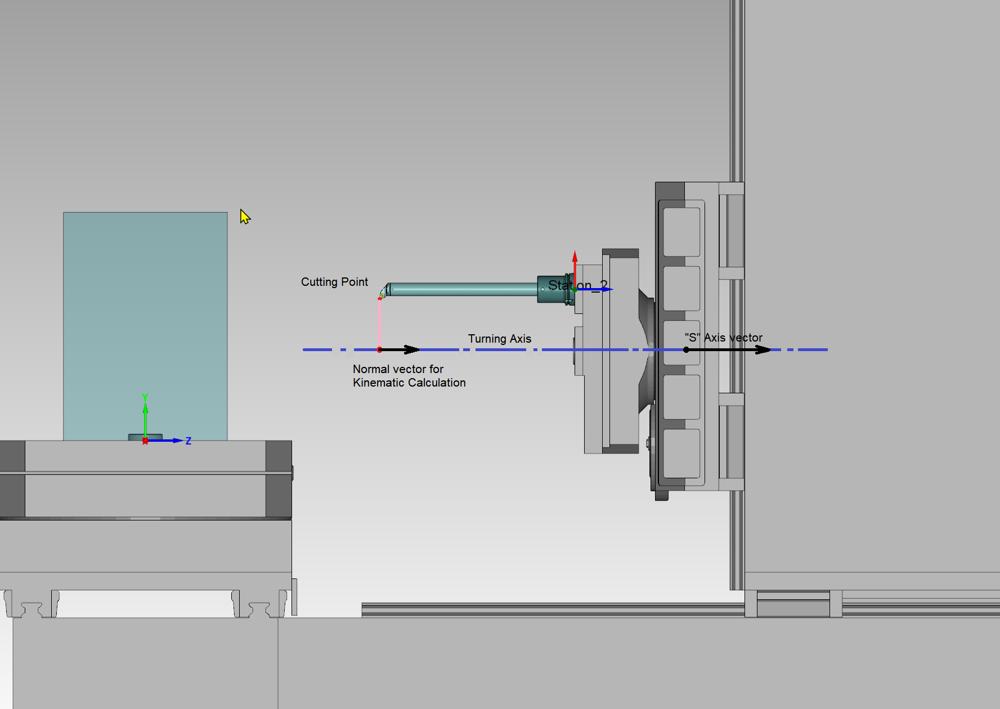 Cutting Point
Station_2
Turning Axis
"S" Axis vector
Normal vector for
Kinematic Calculation
Y
X
Z